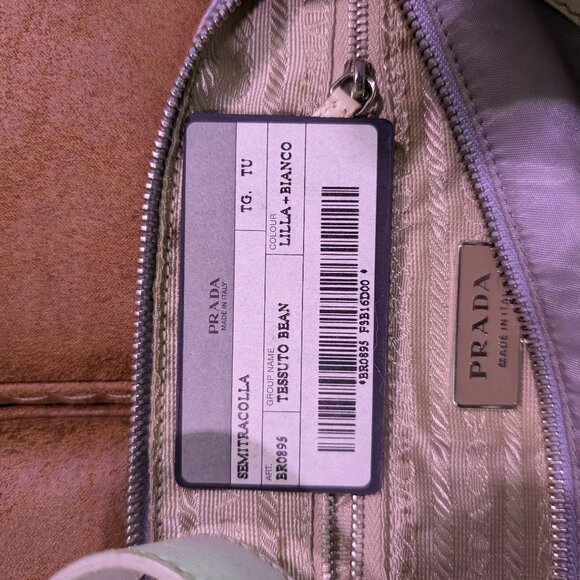 PRADA
MADE IN ITALY
SEMITRACOLLA TG. TU
GROUP NAME
COLOUR
ART.
BR0895 TESSUTO BEAN LILLA+BIANCO
*BR0895 F3B16D00 *
PRADA
MADE IN ITALY